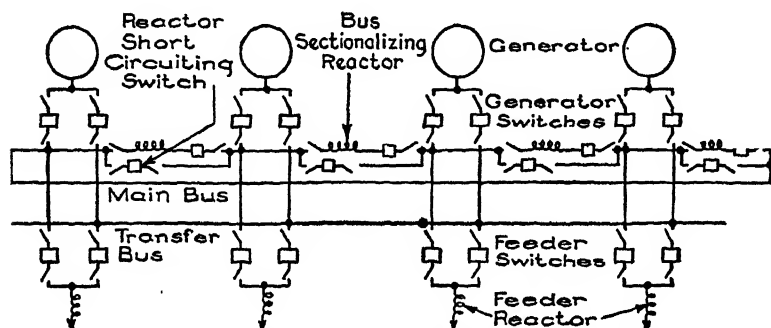 Reactor
Short
Circuiting
Switch
Bus
Sectionalizing
Reactor
Generator
Generator
Switches
Main Bus
Transfer
Bus
Feeder
Switches
Feeder
Reactor